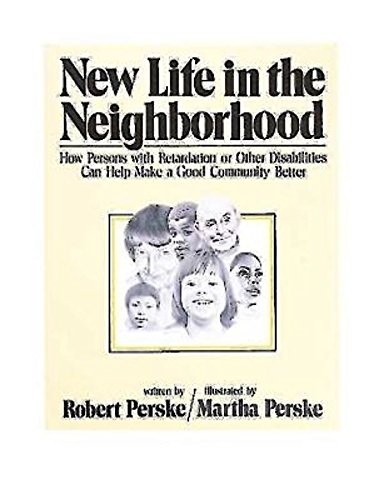 New Life in the
Neighborhood
How Persons with Retardation or Other Disabilities
Can Help Make a Good Community Better
written by / illustrated by
Robert Perske / Martha Perske